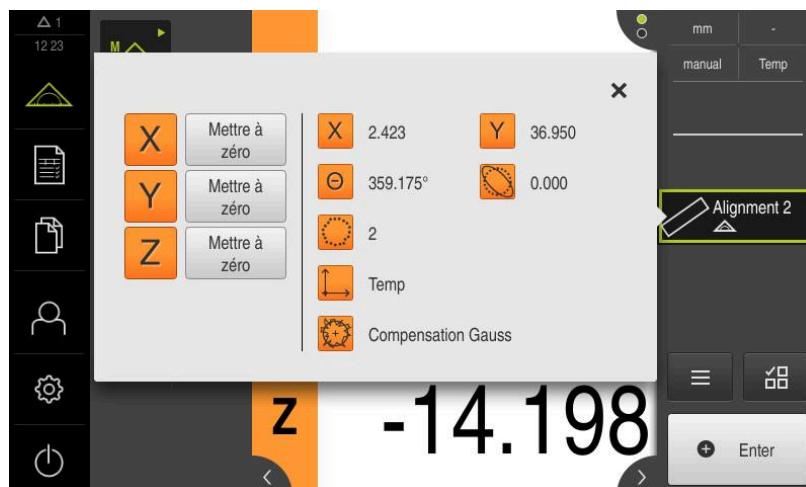 1
12 23
M
mm -
manual Temp
X Mettre à zéro
Y Mettre à zéro
Z Mettre à zéro
X 2.423 Y 36.950
Θ 359.175° 0.000
2
Temp
Compensation Gauss
Alignment 2
Z -14.198
Enter